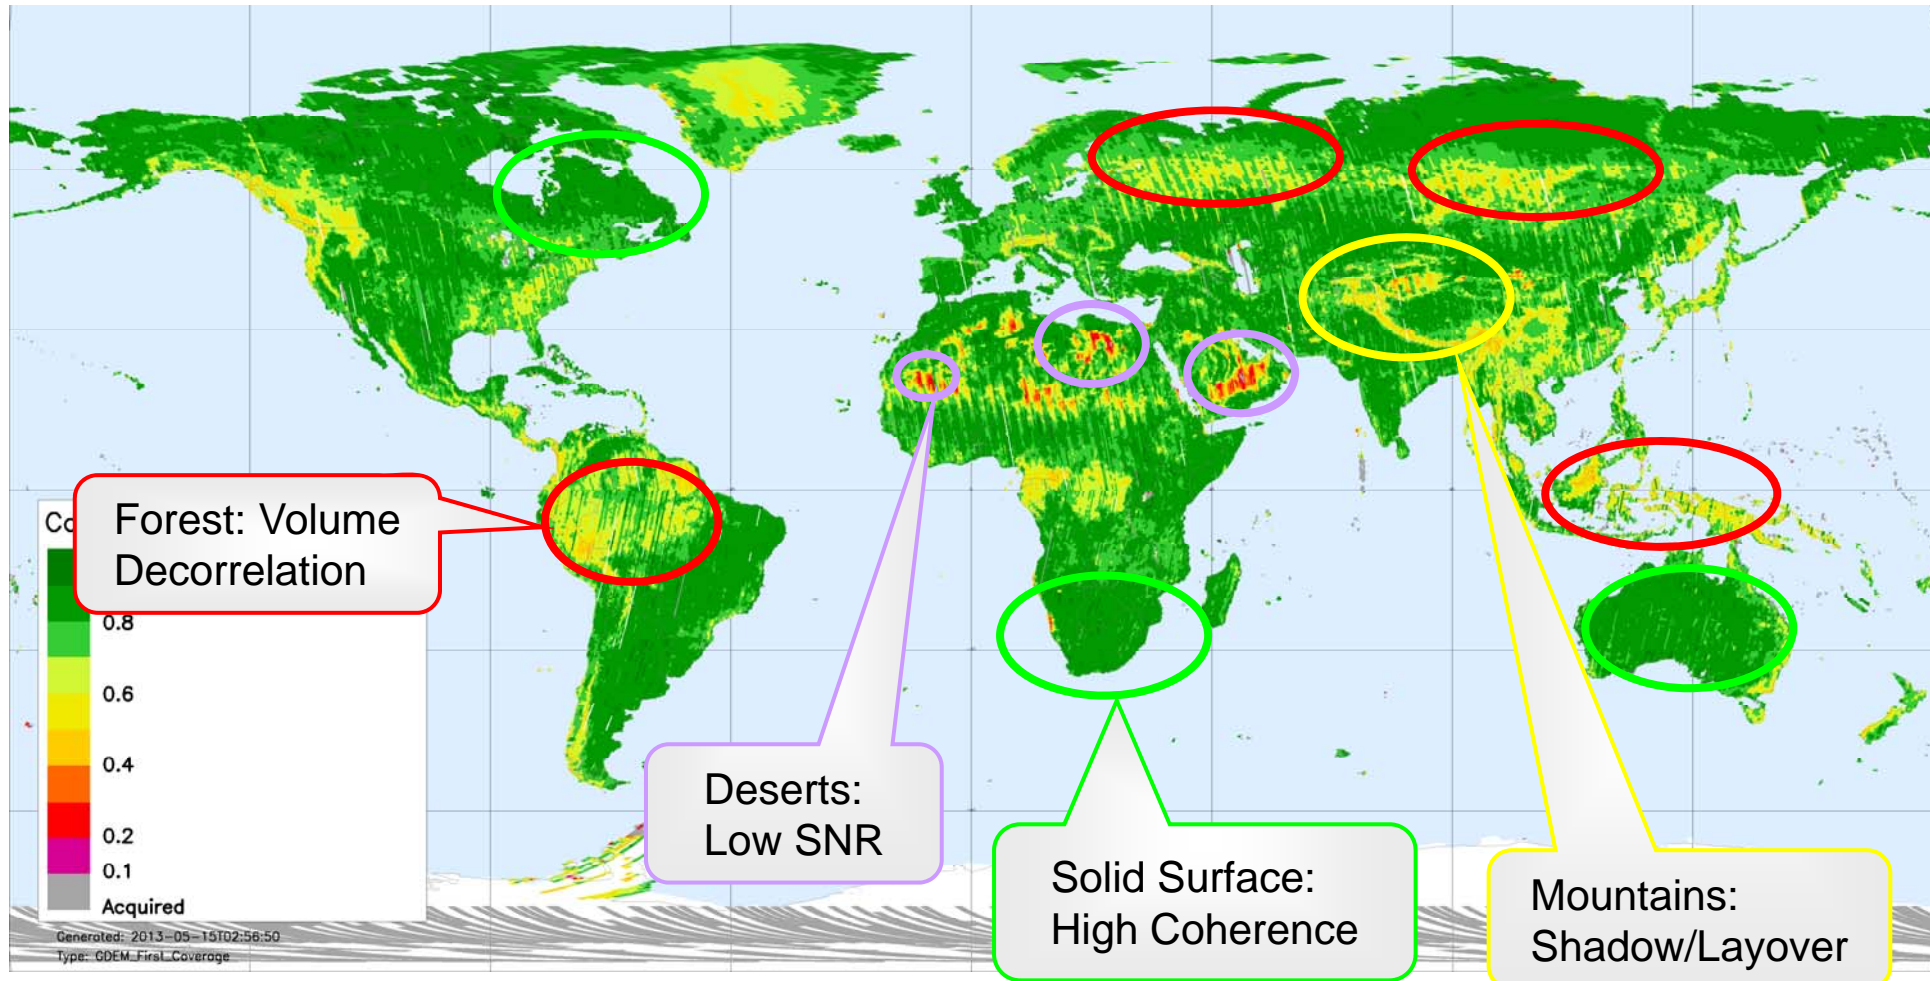 Forest: Volume
Decorrelation
Co
0.8
0.6
0.4
0.2
0.1
Acquired
Generated: 2013-05-15T02:56:50
Type: GDEM_First_Coverage
Deserts:
Low SNR
Solid Surface:
High Coherence
Mountains:
Shadow/Layover